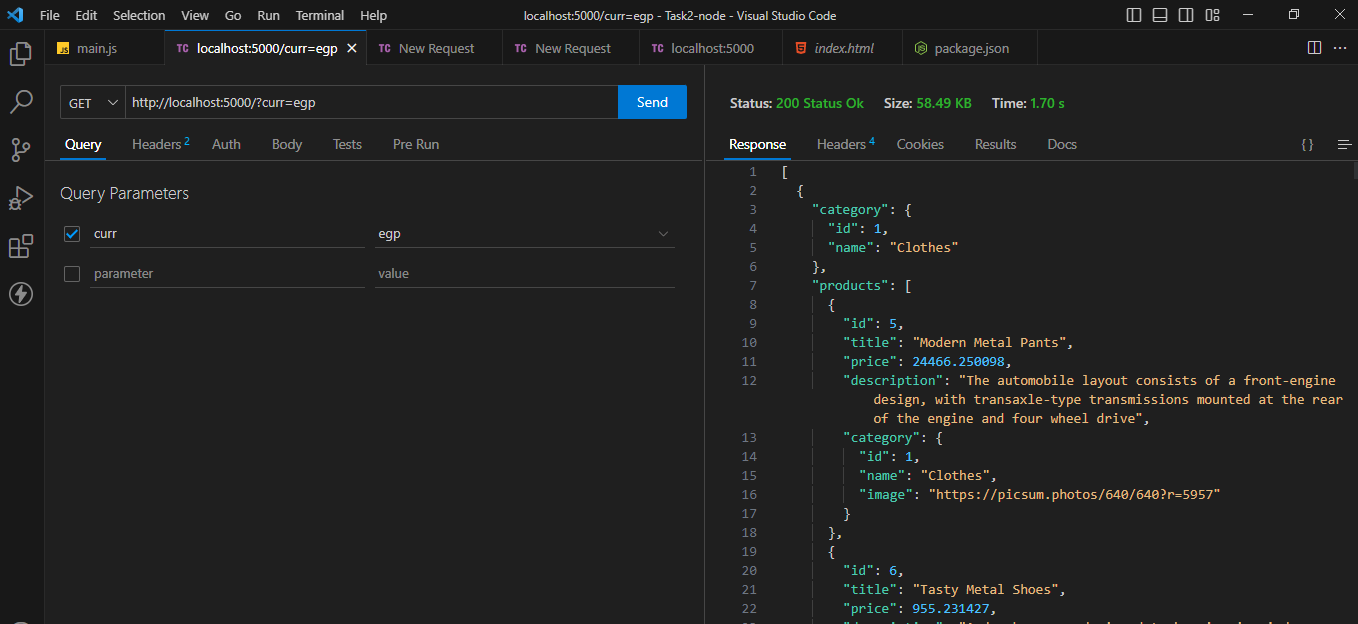 File Edit Selection View Go Run Terminal Help localhost:5000/curr=egp - Task2-node - Visual Studio Code
JS main.js TC localhost:5000/curr=egp TC New Request TC New Request TC localhost:5000 index.html package.json
GET http://localhost:5000/?curr=egp Send
Query Headers 2 Auth Body Tests Pre Run
Query Parameters
curr egp
parameter value
Status: 200 Status Ok Size: 58.49 KB Time: 1.70 s
Response Headers 4 Cookies Results Docs { }
1 [
2 {
3 "category": {
4 "id": 1,
5 "name": "Clothes"
6 },
7 "products": [
8 {
9 "id": 5,
10 "title": "Modern Metal Pants",
11 "price": 24466.250098,
12 "description": "The automobile layout consists of a front-engine
design, with transaxle-type transmissions mounted at the rear
of the engine and four wheel drive",
13 "category": {
14 "id": 1,
15 "name": "Clothes",
16 "image": "https://picsum.photos/640/640?r=5957"
17 }
18 },
19 {
20 "id": 6,
21 "title": "Tasty Metal Shoes",
22 "price": 955.231427,